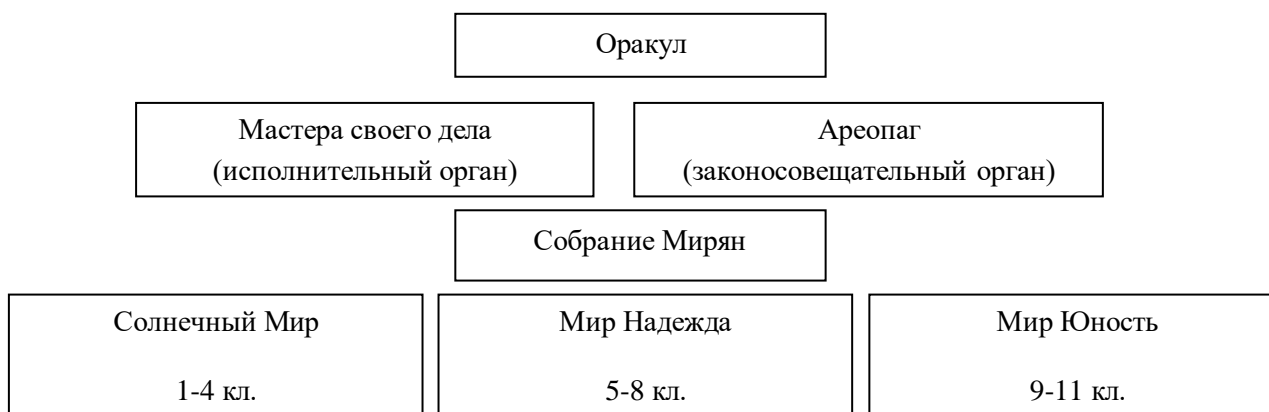 Оракул
Мастера своего дела
(исполнительный орган)
Ареопаг
(законосовещательный орган)
Собрание Мирян
Солнечный Мир
1-4 кл.
Мир Надежда
5-8 кл.
Мир Юность
9-11 кл.